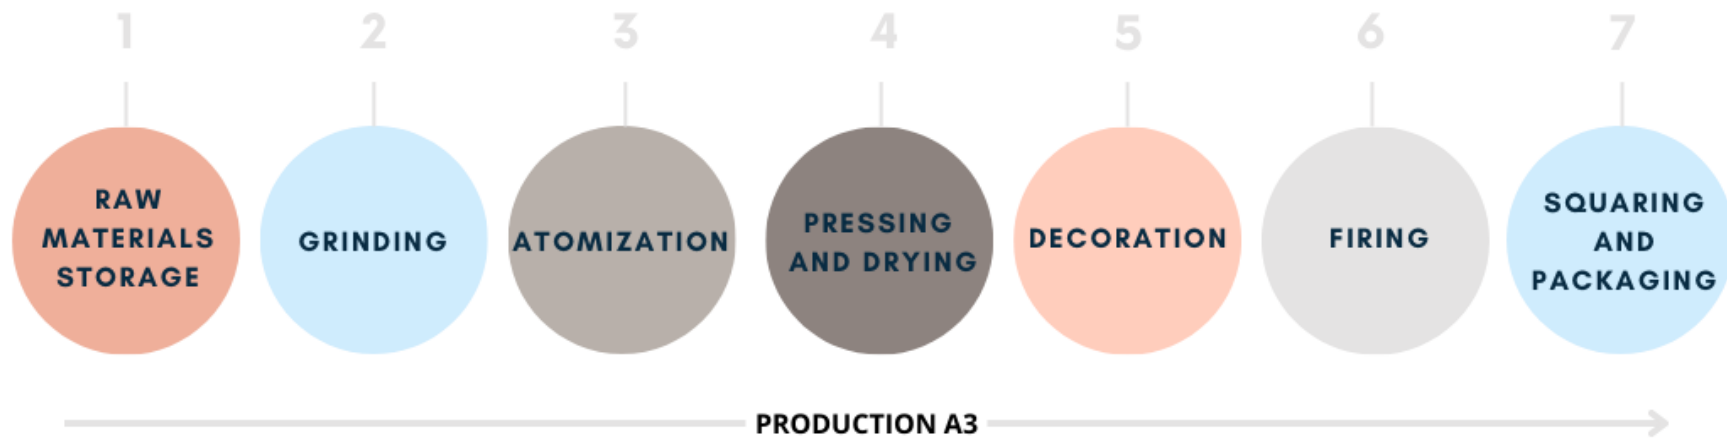 1
2
3
4
5
6
7
RAW
MATERIALS
STORAGE
GRINDING
ATOMIZATION
PRESSING
AND DRYING
DECORATION
FIRING
SQUARING
AND
PACKAGING
PRODUCTION A3